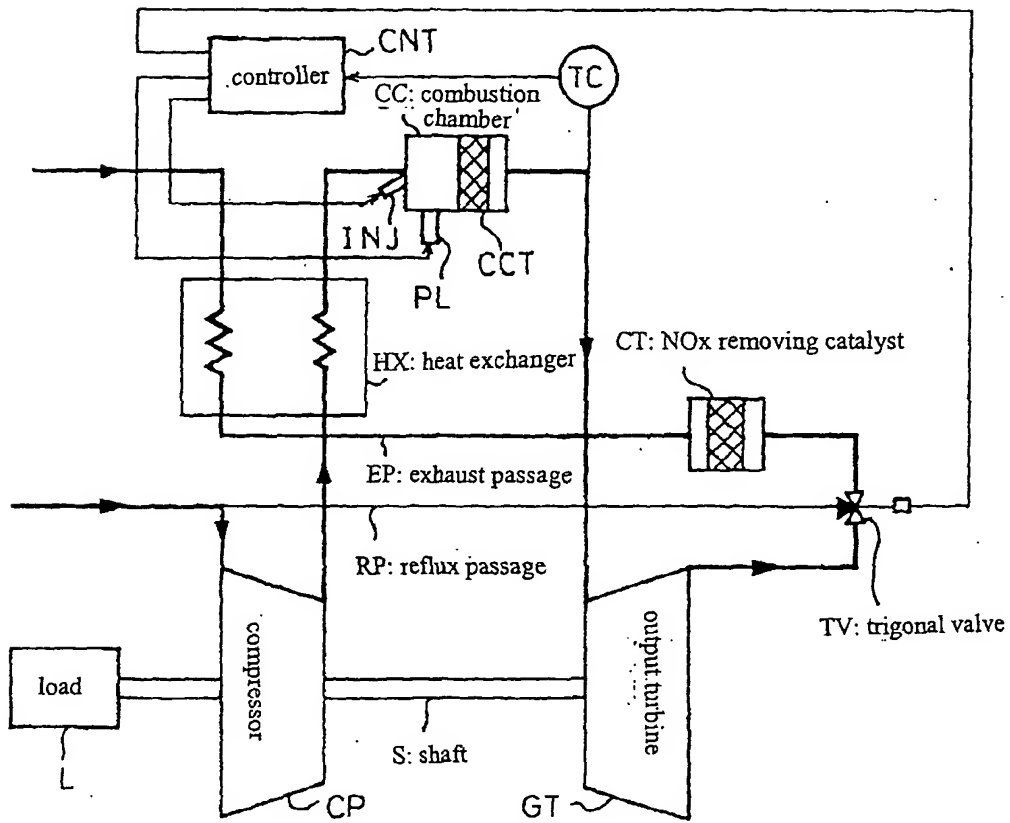 CNT
controller
TC
CC: combustion
chamber
INJ
CCT
PL
HX: heat exchanger
CT: NOx removing catalyst
EP: exhaust passage
RP: reflux passage
TV: trigonal valve
compressor
output turbine
load
S: shaft
L
CP
GT